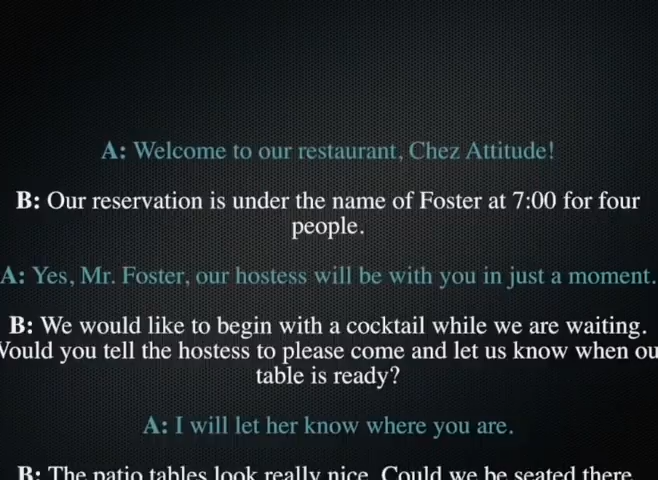 A: Welcome to our restaurant, Chez Attitude!
B: Our reservation is under the name of Foster at 7:00 for four
people.
A: Yes, Mr. Foster, our hostess will be with you in just a moment.
B: We would like to begin with a cocktail while we are waiting.
Would you tell the hostess to please come and let us know when ou
table is ready?
A: I will let her know where you are.
B: The patio tables look really nice. Could we be seated there